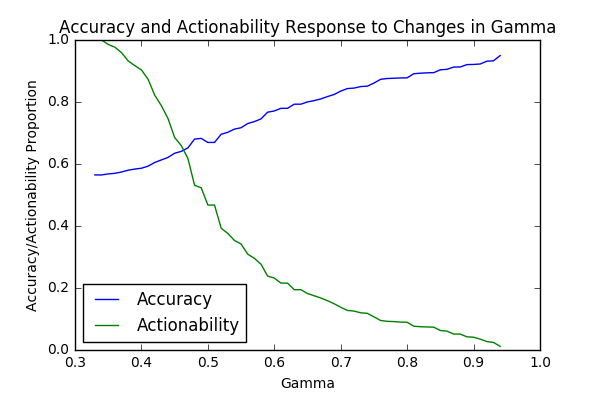 Accuracy and Actionability Response to Changes in Gamma
1.0
0.8
0.6
0.4
0.2
0.0
Accuracy/Actionability Proportion
Accuracy
Actionability
0.3 0.4 0.5 0.6 0.7 0.8 0.9 1.0
Gamma